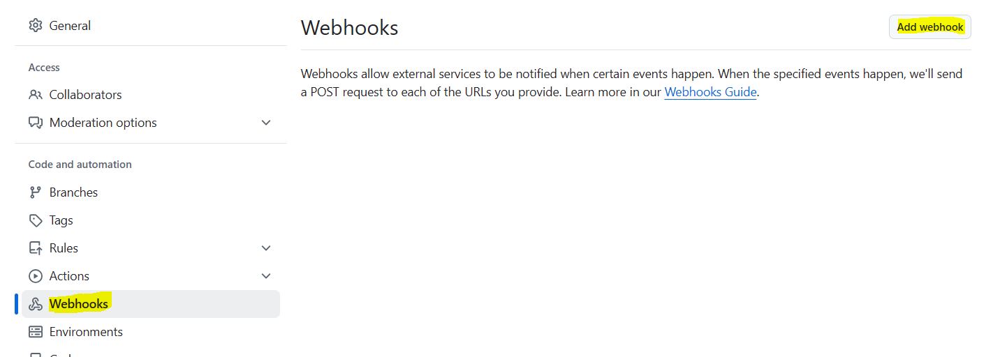 General
Access
Collaborators
Moderation options
Code and automation
Branches
Tags
Rules
Actions
Webhooks
Environments
Webhooks
Add webhook
Webhooks allow external services to be notified when certain events happen. When the specified events happen, we'll send
a POST request to each of the URLs you provide. Learn more in our Webhooks Guide.